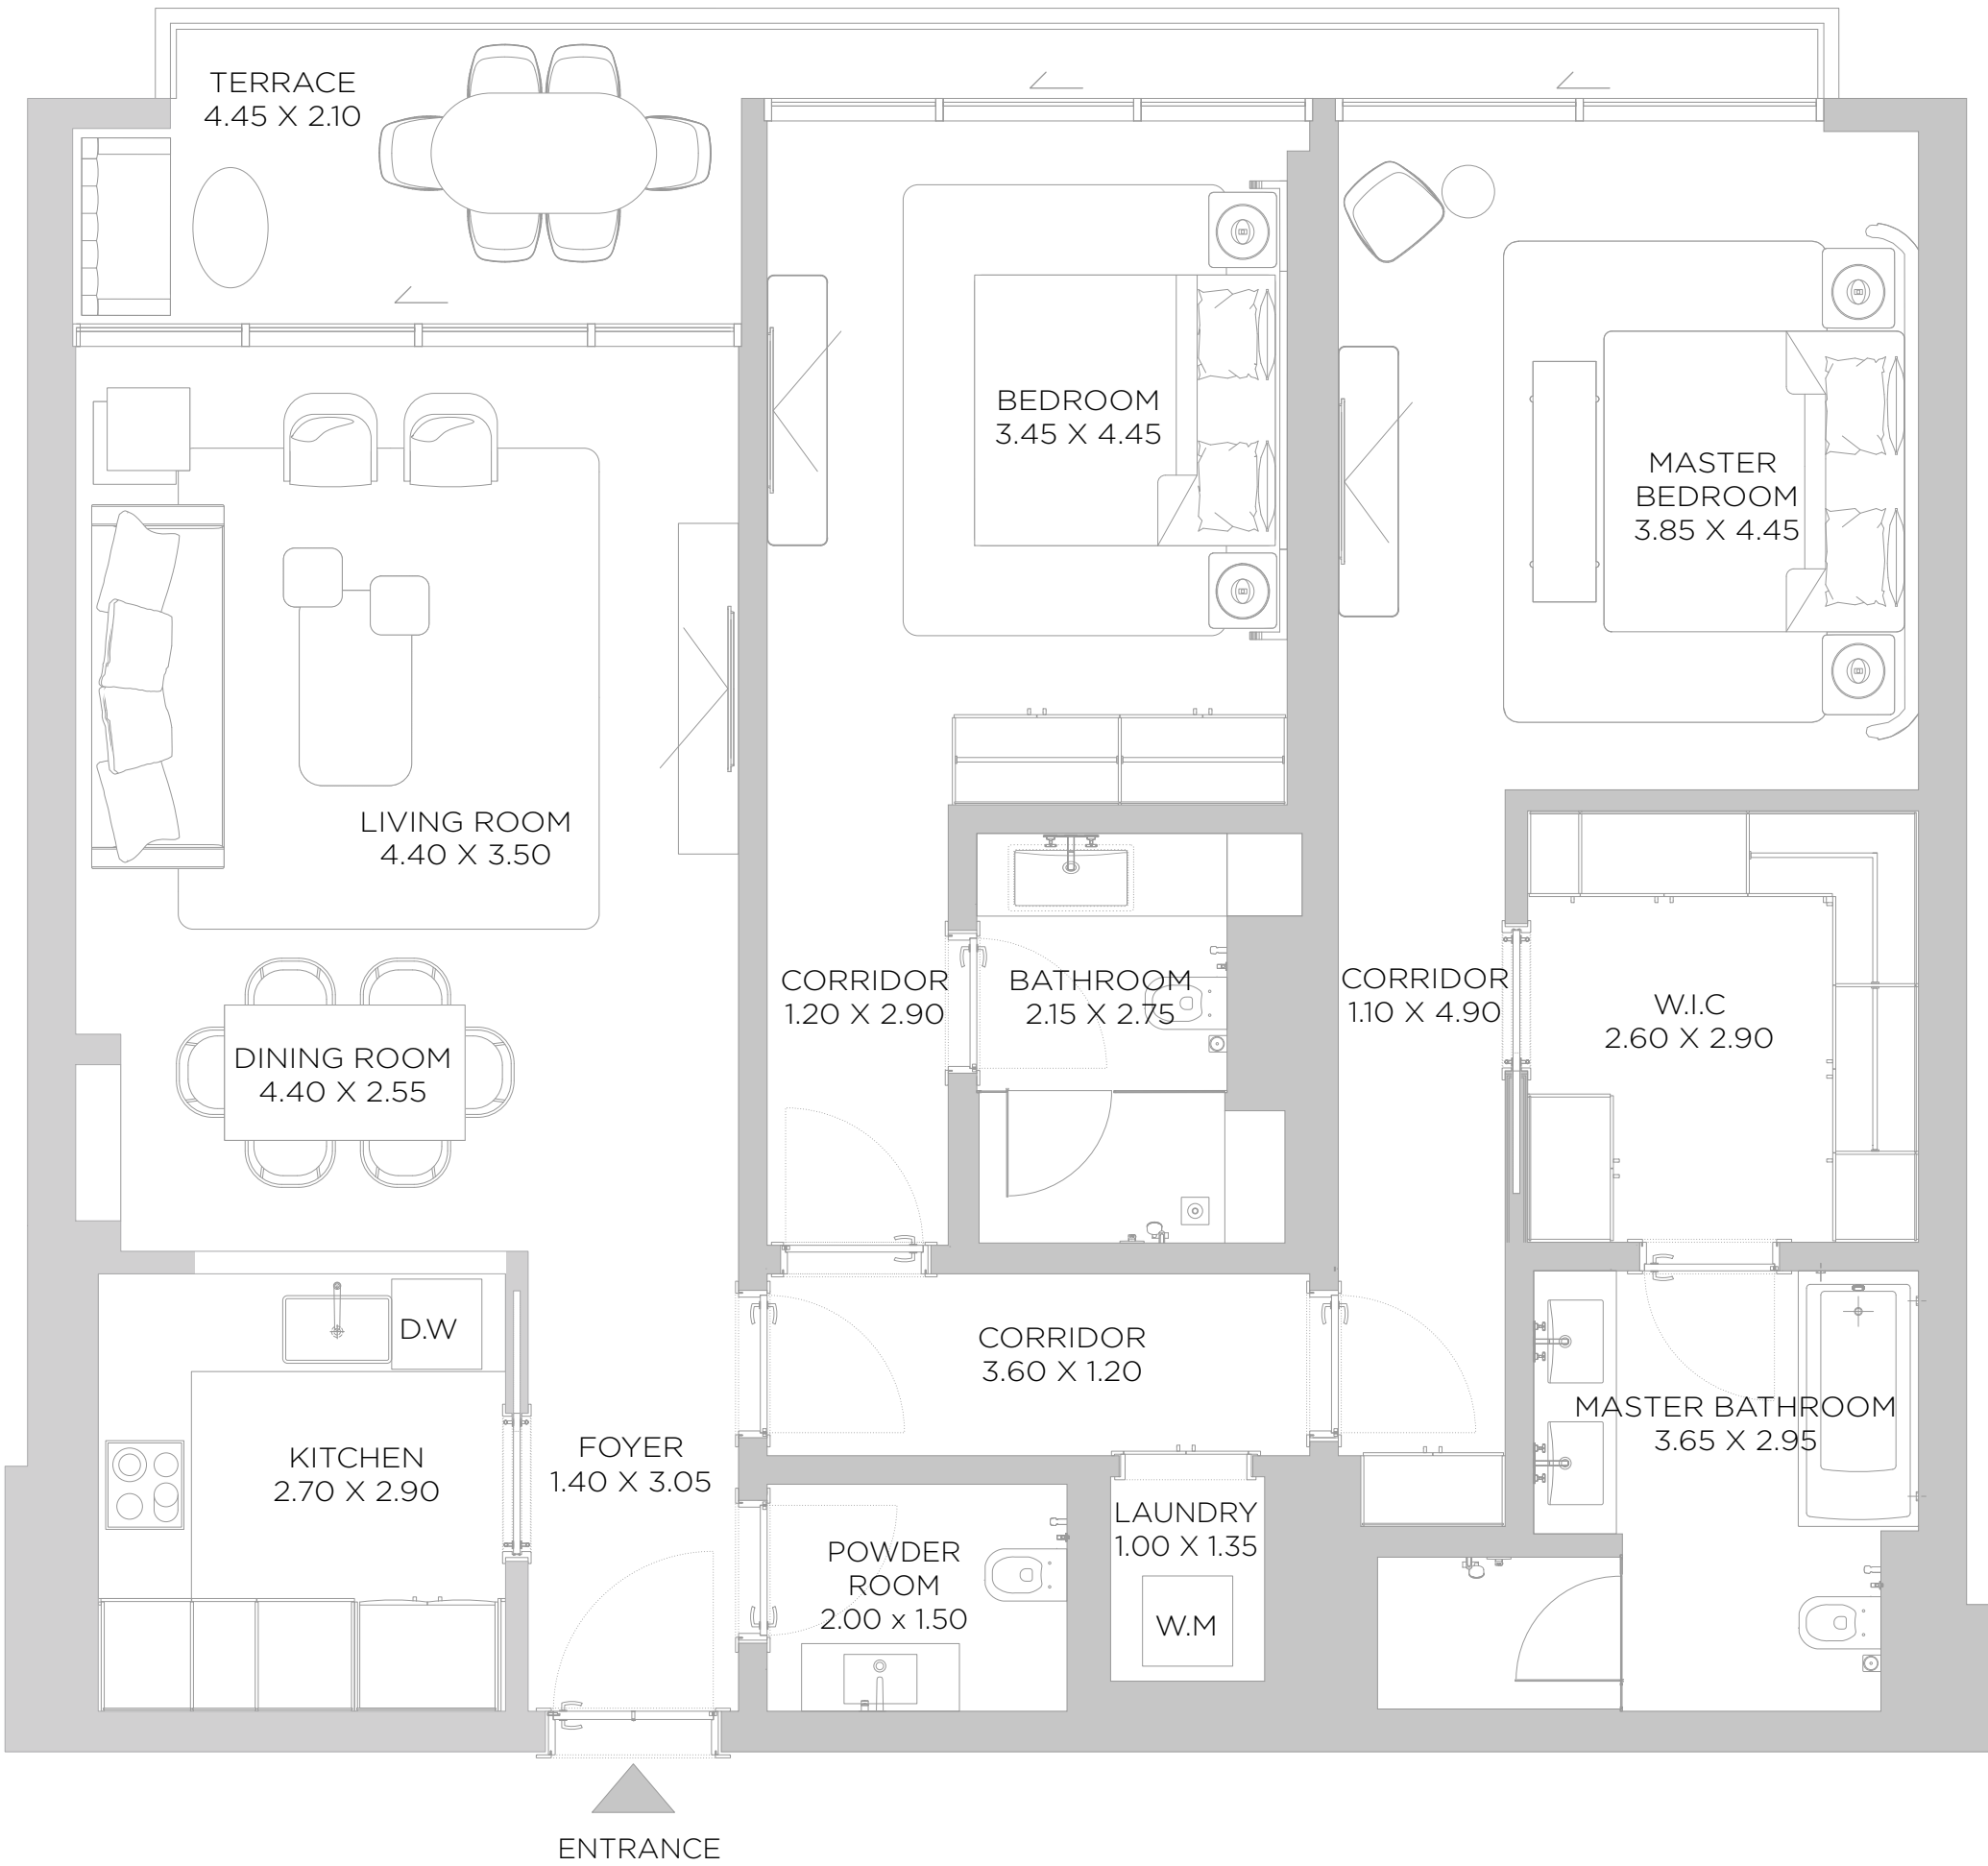 TERRACE
4.45 X 2.10
BEDROOM
3.45 X 4.45
MASTER
BEDROOM
3.85 X 4.45
LIVING ROOM
4.40 X 3.50
CORRIDOR
1.20 X 2.90
BATHROOM
2.15 X 2.75
CORRIDOR
1.10 X 4.90
W.I.C
2.60 X 2.90
DINING ROOM
4.40 X 2.55
D.W
CORRIDOR
3.60 X 1.20
MASTER BATHROOM
3.65 X 2.95
KITCHEN
2.70 X 2.90
FOYER
1.40 X 3.05
LAUNDRY
1.00 X 1.35
POWDER
ROOM
2.00 x 1.50
W.M
ENTRANCE